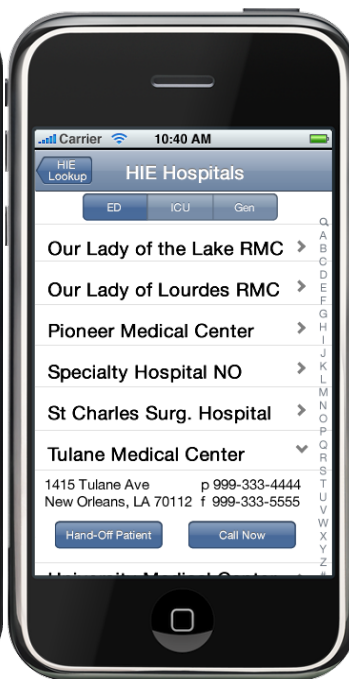 Carrier 10:40 AM
HIE
Lookup
HIE Hospitals
ED ICU Gen
Our Lady of the Lake RMC
Our Lady of Lourdes RMC
Pioneer Medical Center
Specialty Hospital NO
St Charles Surg. Hospital
Tulane Medical Center
1415 Tulane Ave p 999-333-4444
New Orleans, LA 70112 f 999-333-5555
Hand-Off Patient Call Now
A
B
C
D
E
F
G
H
I
J
K
L
M
N
O
P
Q
R
S
T
U
V
W
X
Y
Z
#